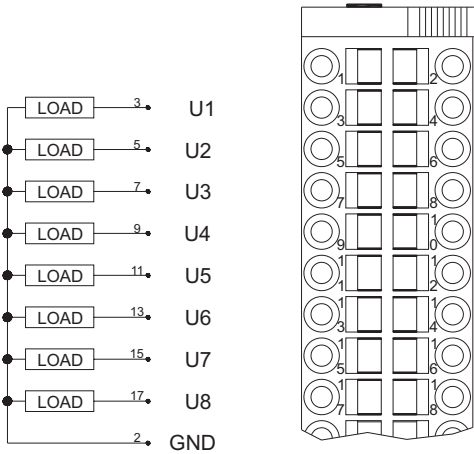 LOAD 3 U1
LOAD 5 U2
LOAD 7 U3
LOAD 9 U4
LOAD 11 U5
LOAD 13 U6
LOAD 15 U7
LOAD 17 U8
2 GND
1 2
3 4
5 6
7 8
9 10
11 12
13 14
15 16
17 18